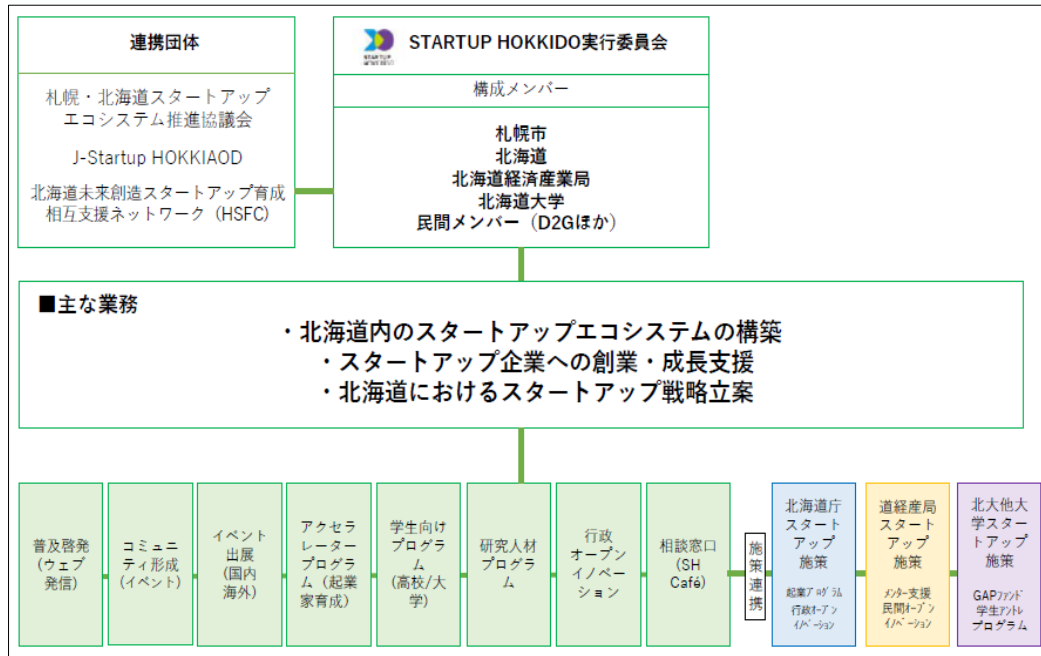 連携団体
札幌・北海道スタートアップ
エコシステム推進協議会
J-Startup HOKKIAOD
北海道未来創造スタートアップ育成
相互支援ネットワーク（HSFC）
STARTUP HOKKIDO実行委員会
構成メンバー
札幌市
北海道
北海道経済産業局
北海道大学
民間メンバー（D2Gほか）
■主な業務
・北海道内のスタートアップエコシステムの構築
・スタートアップ企業への創業・成長支援
・北海道におけるスタートアップ戦略立案
普及啓発
(ウェブ
発信)
コミュニ
ティ形成
(イベント)
イベント
出展
(国内
海外)
アクセラ
レーター
プログラ
ム（起業
家育成）
学生向け
プログラ
ム
(高校/大
学)
研究人材
プログラ
ム
行政
オープン
イノベー
ション
相談窓口
(SH
Café)
施策連携
北海道庁
スタート
アップ
施策
起業プログラム
行政オープン
イノベーション
道経産局
スタート
アップ
施策
メンター支援
民間オープン
イノベーション
北大他大
学スター
トアップ
施策
GAPファンド
学生アントレ
プログラム